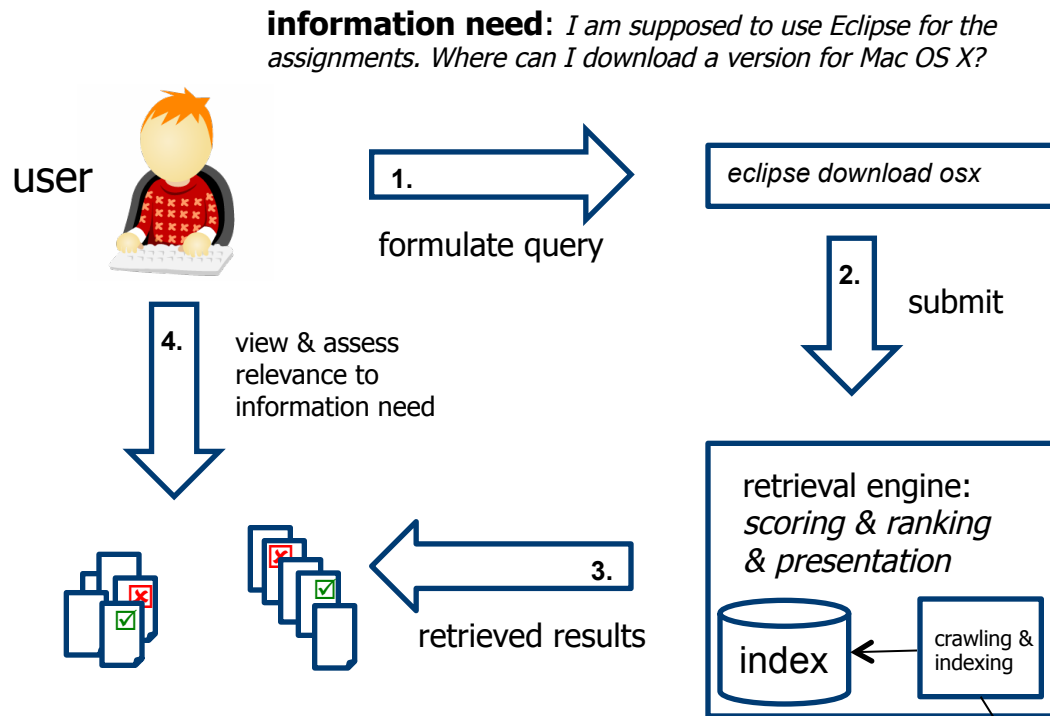 information need: I am supposed to use Eclipse for the
assignments. Where can I download a version for Mac OS X?
user
1.
eclipse download osx
formulate query
2.
submit
4.
view & assess
relevance to
information need
retrieval engine:
scoring & ranking
& presentation
3.
retrieved results
index
crawling &
indexing